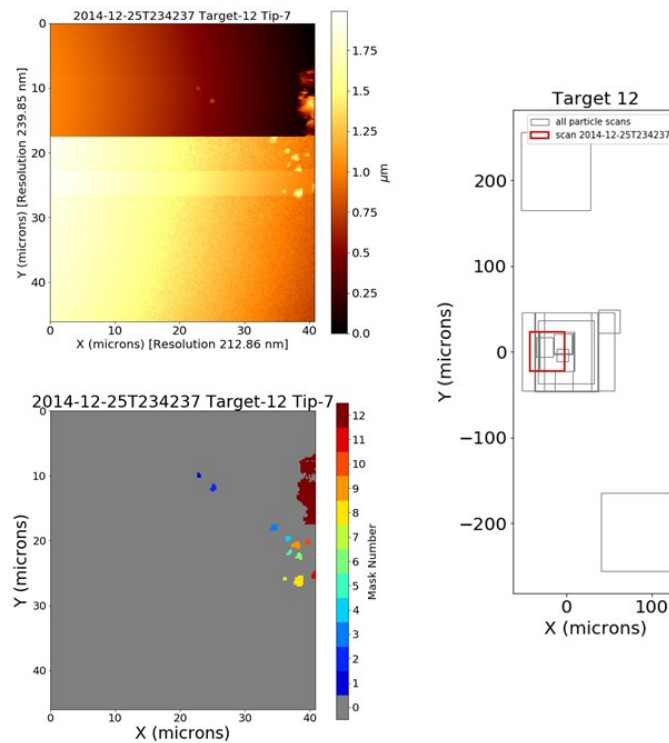 2014-12-25T234237 Target-12 Tip-7
0
10
20
30
40
Y (microns) [Resolution 239.85 nm]
0 10 20 30 40
X (microns) [Resolution 212.86 nm]
1.75
1.50
1.25
1.00
0.75
0.50
0.25
0.0
μm
2014-12-25T234237 Target-12 Tip-7
0
10
20
30
40
Y (microns)
0 10 20 30 40
X (microns)
12
11
10
9
8
7
6
5
4
3
2
1
0
Mask Number
Target 12
all particle scans
scan 2014-12-25T234237
200
100
0
−100
−200
Y (microns)
0 100
X (microns)